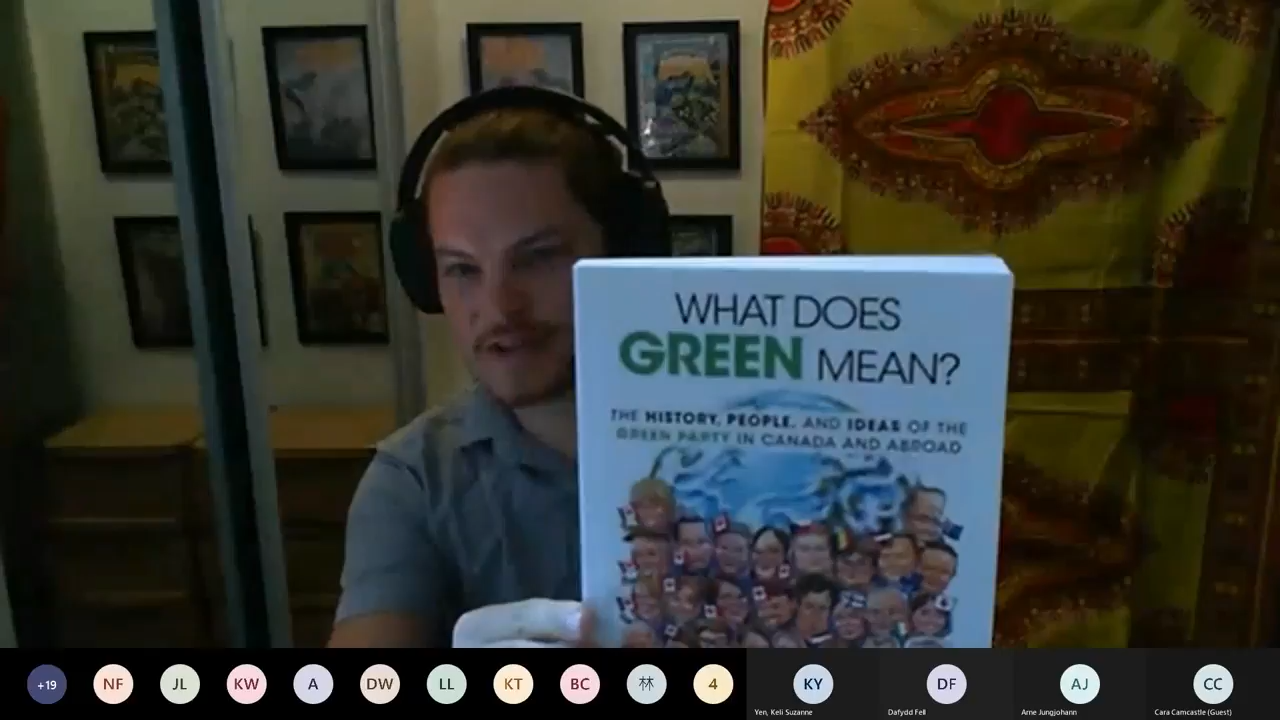 WHAT DOES
GREEN MEAN?
THE HISTORY, PEOPLE, AND IDEAS OF THE
GREEN PARTY IN CANADA AND ABROAD
+19
NF
JL
KW
A
DW
LL
KT
BC
林
4
KY
DF
AJ
CC
Yen, Keli Suzanne
Dafydd Fell
Arne Jungjohann
Cara Camcastle (Guest)